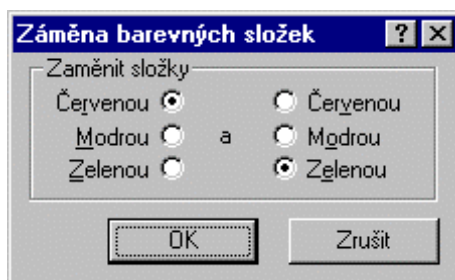 Záměna barevných složek
Zaměnit složky
Červenou Červenou
Modrou a Modrou
Zelenou Zelenou
OK Zrušit